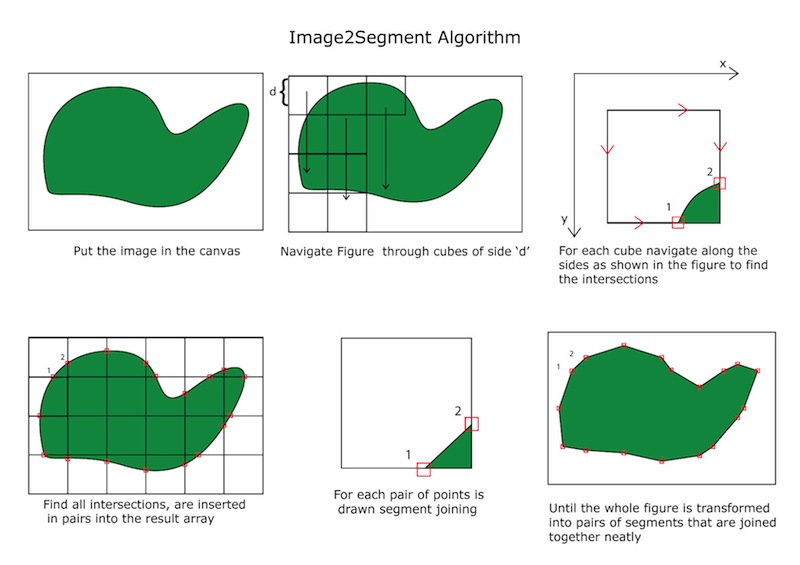 Image2Segment Algorithm
d
x
y
1
2
Put the image in the canvas
Navigate Figure through cubes of side ‘d’
For each cube navigate along the
sides as shown in the figure to find
the intersections
1
2
1
2
1
2
Find all intersections, are inserted
in pairs into the result array
For each pair of points is
drawn segment joining
Until the whole figure is transformed
into pairs of segments that are joined
together neatly